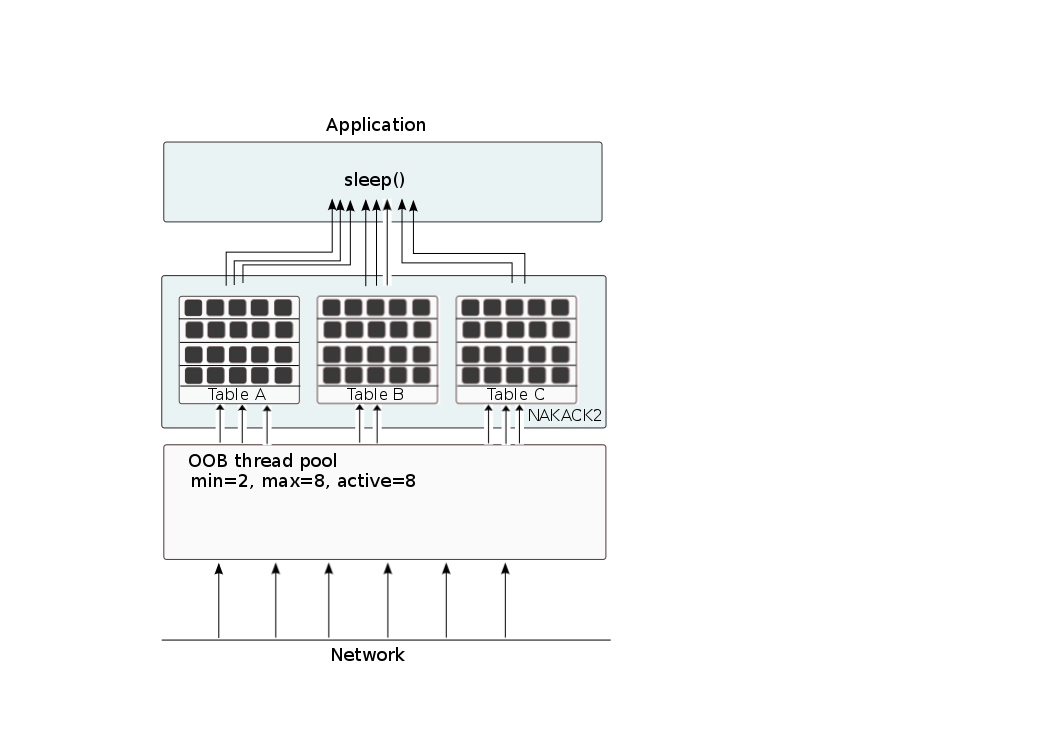 Application
sleep()
Table A
Table B
Table C
NAKACK2
OOB thread pool
min=2, max=8, active=8
Network